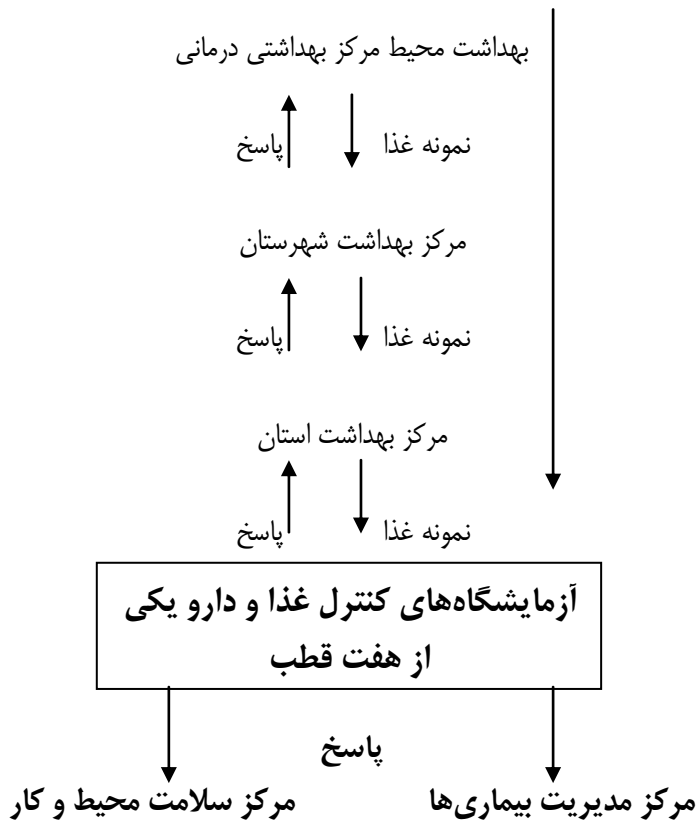 بهداشت محیط مرکز بهداشتی درمانی
نمونه غذا
پاسخ
مرکز بهداشت شهرستان
نمونه غذا
پاسخ
مرکز بهداشت استان
نمونه غذا
پاسخ
آزمایشگاه‌های کنترل غذا و دارو یکی
از هفت قطب
پاسخ
مرکز مدیریت بیماری‌ها
مرکز سلامت محیط و کار